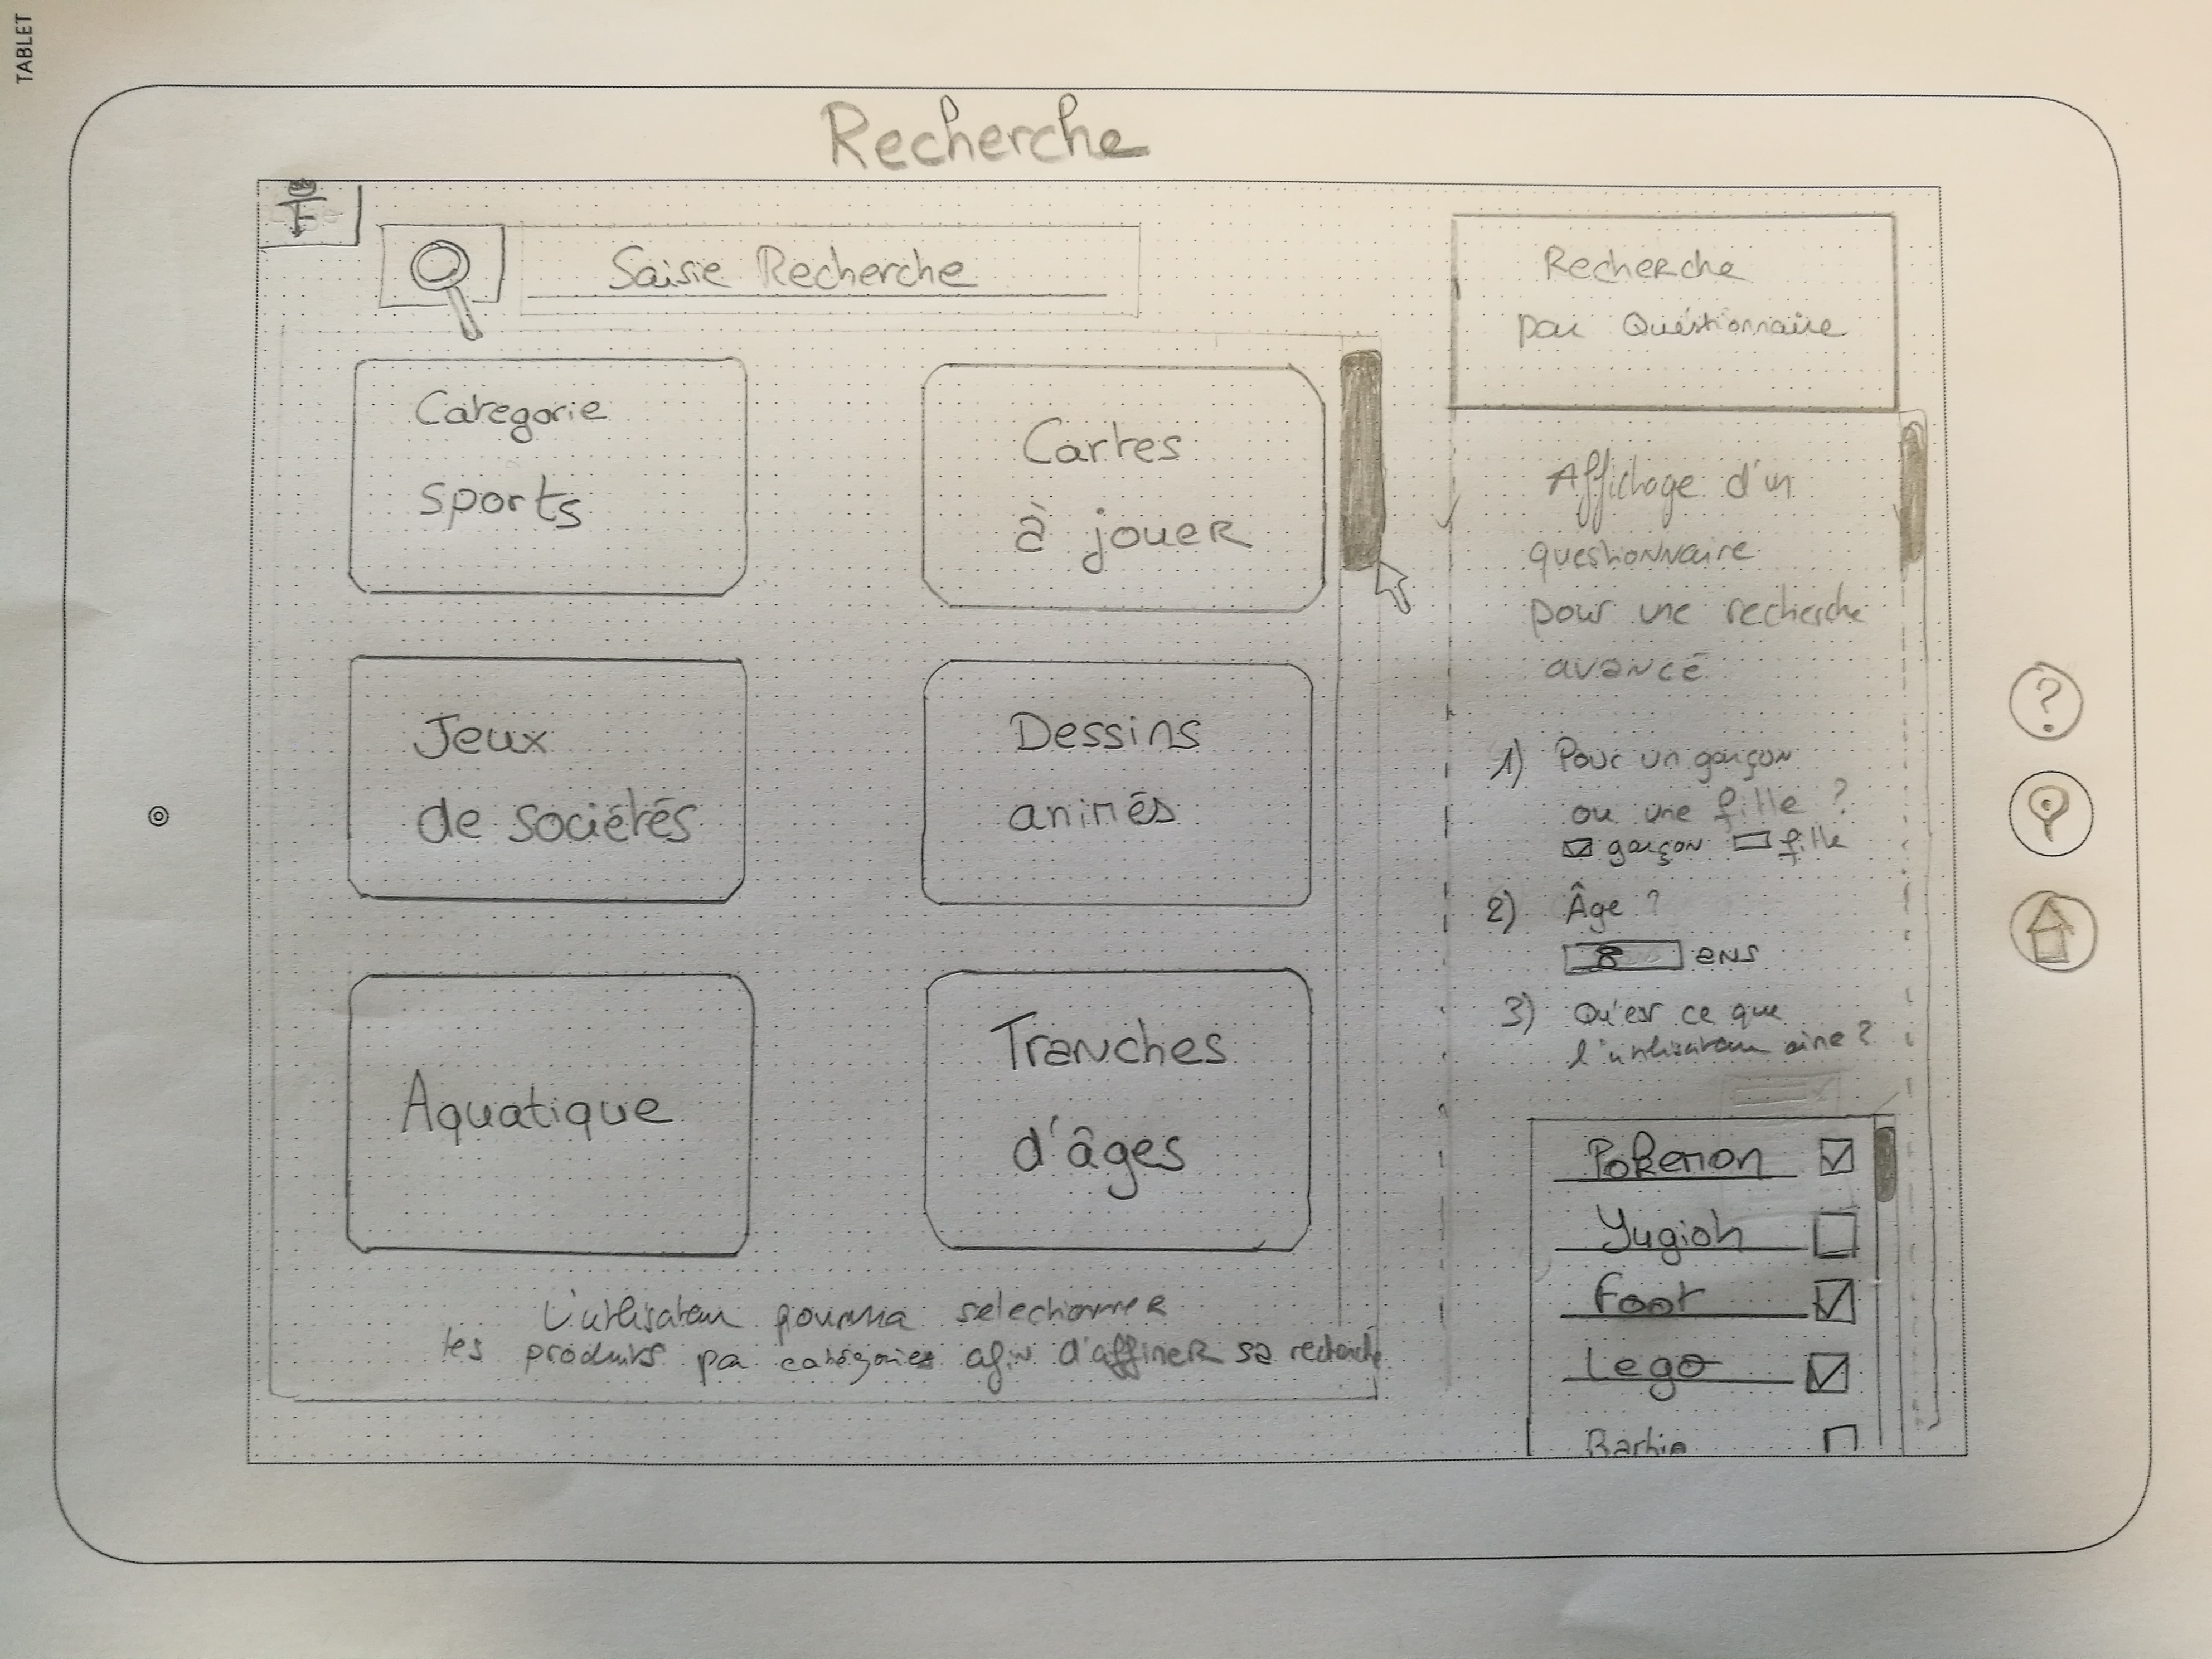 TABLET
Recherche
Saisie Recherche
Categorie
sports
Cartes
à jouer
Jeux
de sociétés
Dessins
animés
Aquatique
Tranches
d'âges
L'utilisateur pourra selectionner
les produits par catégories afin d'affiner sa recherche
Recherche
par Questionnaire
Affichage d'un
questionnaire
pour une recherche
avancé
1) Pour un garçon
ou une fille ?
garçon fille
2) Âge ?
8 ans
3) Qu'est ce que
l'utilisateur aime ?
Pokemon
Yugioh
Foot
Lego
Barbie
?